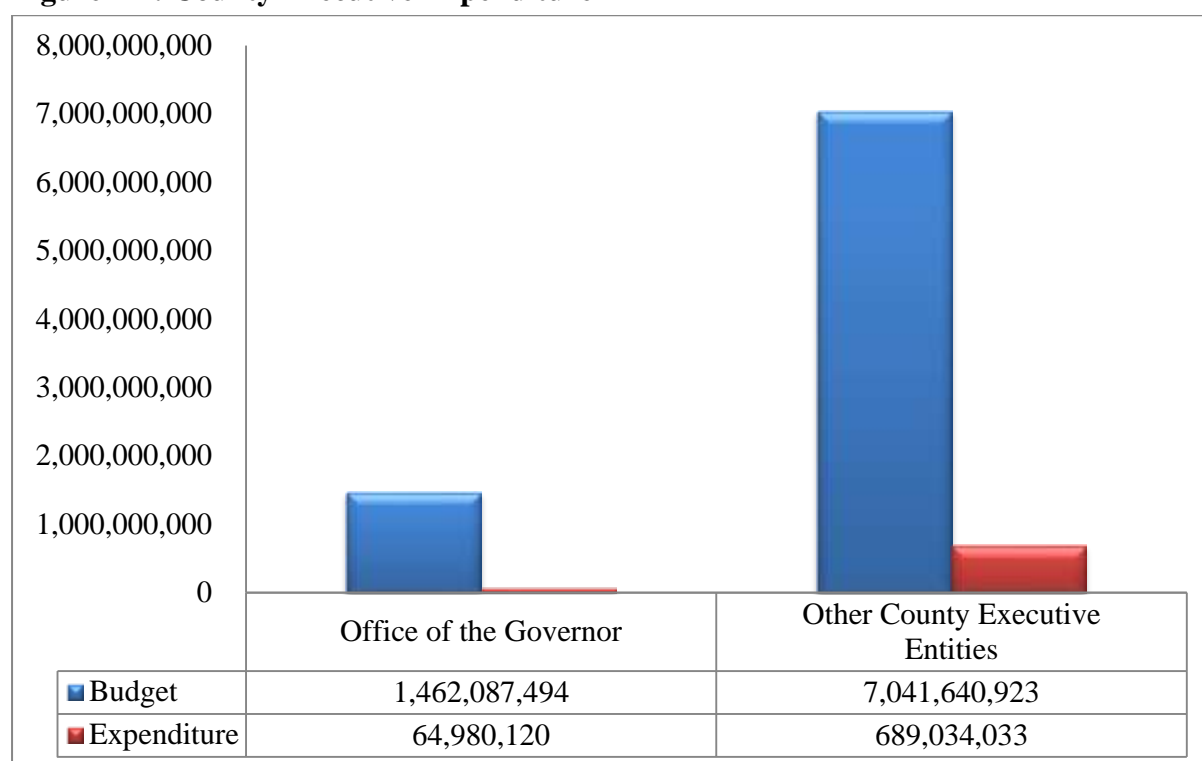 8,000,000,000
7,000,000,000
6,000,000,000
5,000,000,000
4,000,000,000
3,000,000,000
2,000,000,000
1,000,000,000
0
Office of the Governor
Other County Executive
Entities
Budget 1,462,087,494 7,041,640,923
Expenditure 64,980,120 689,034,033